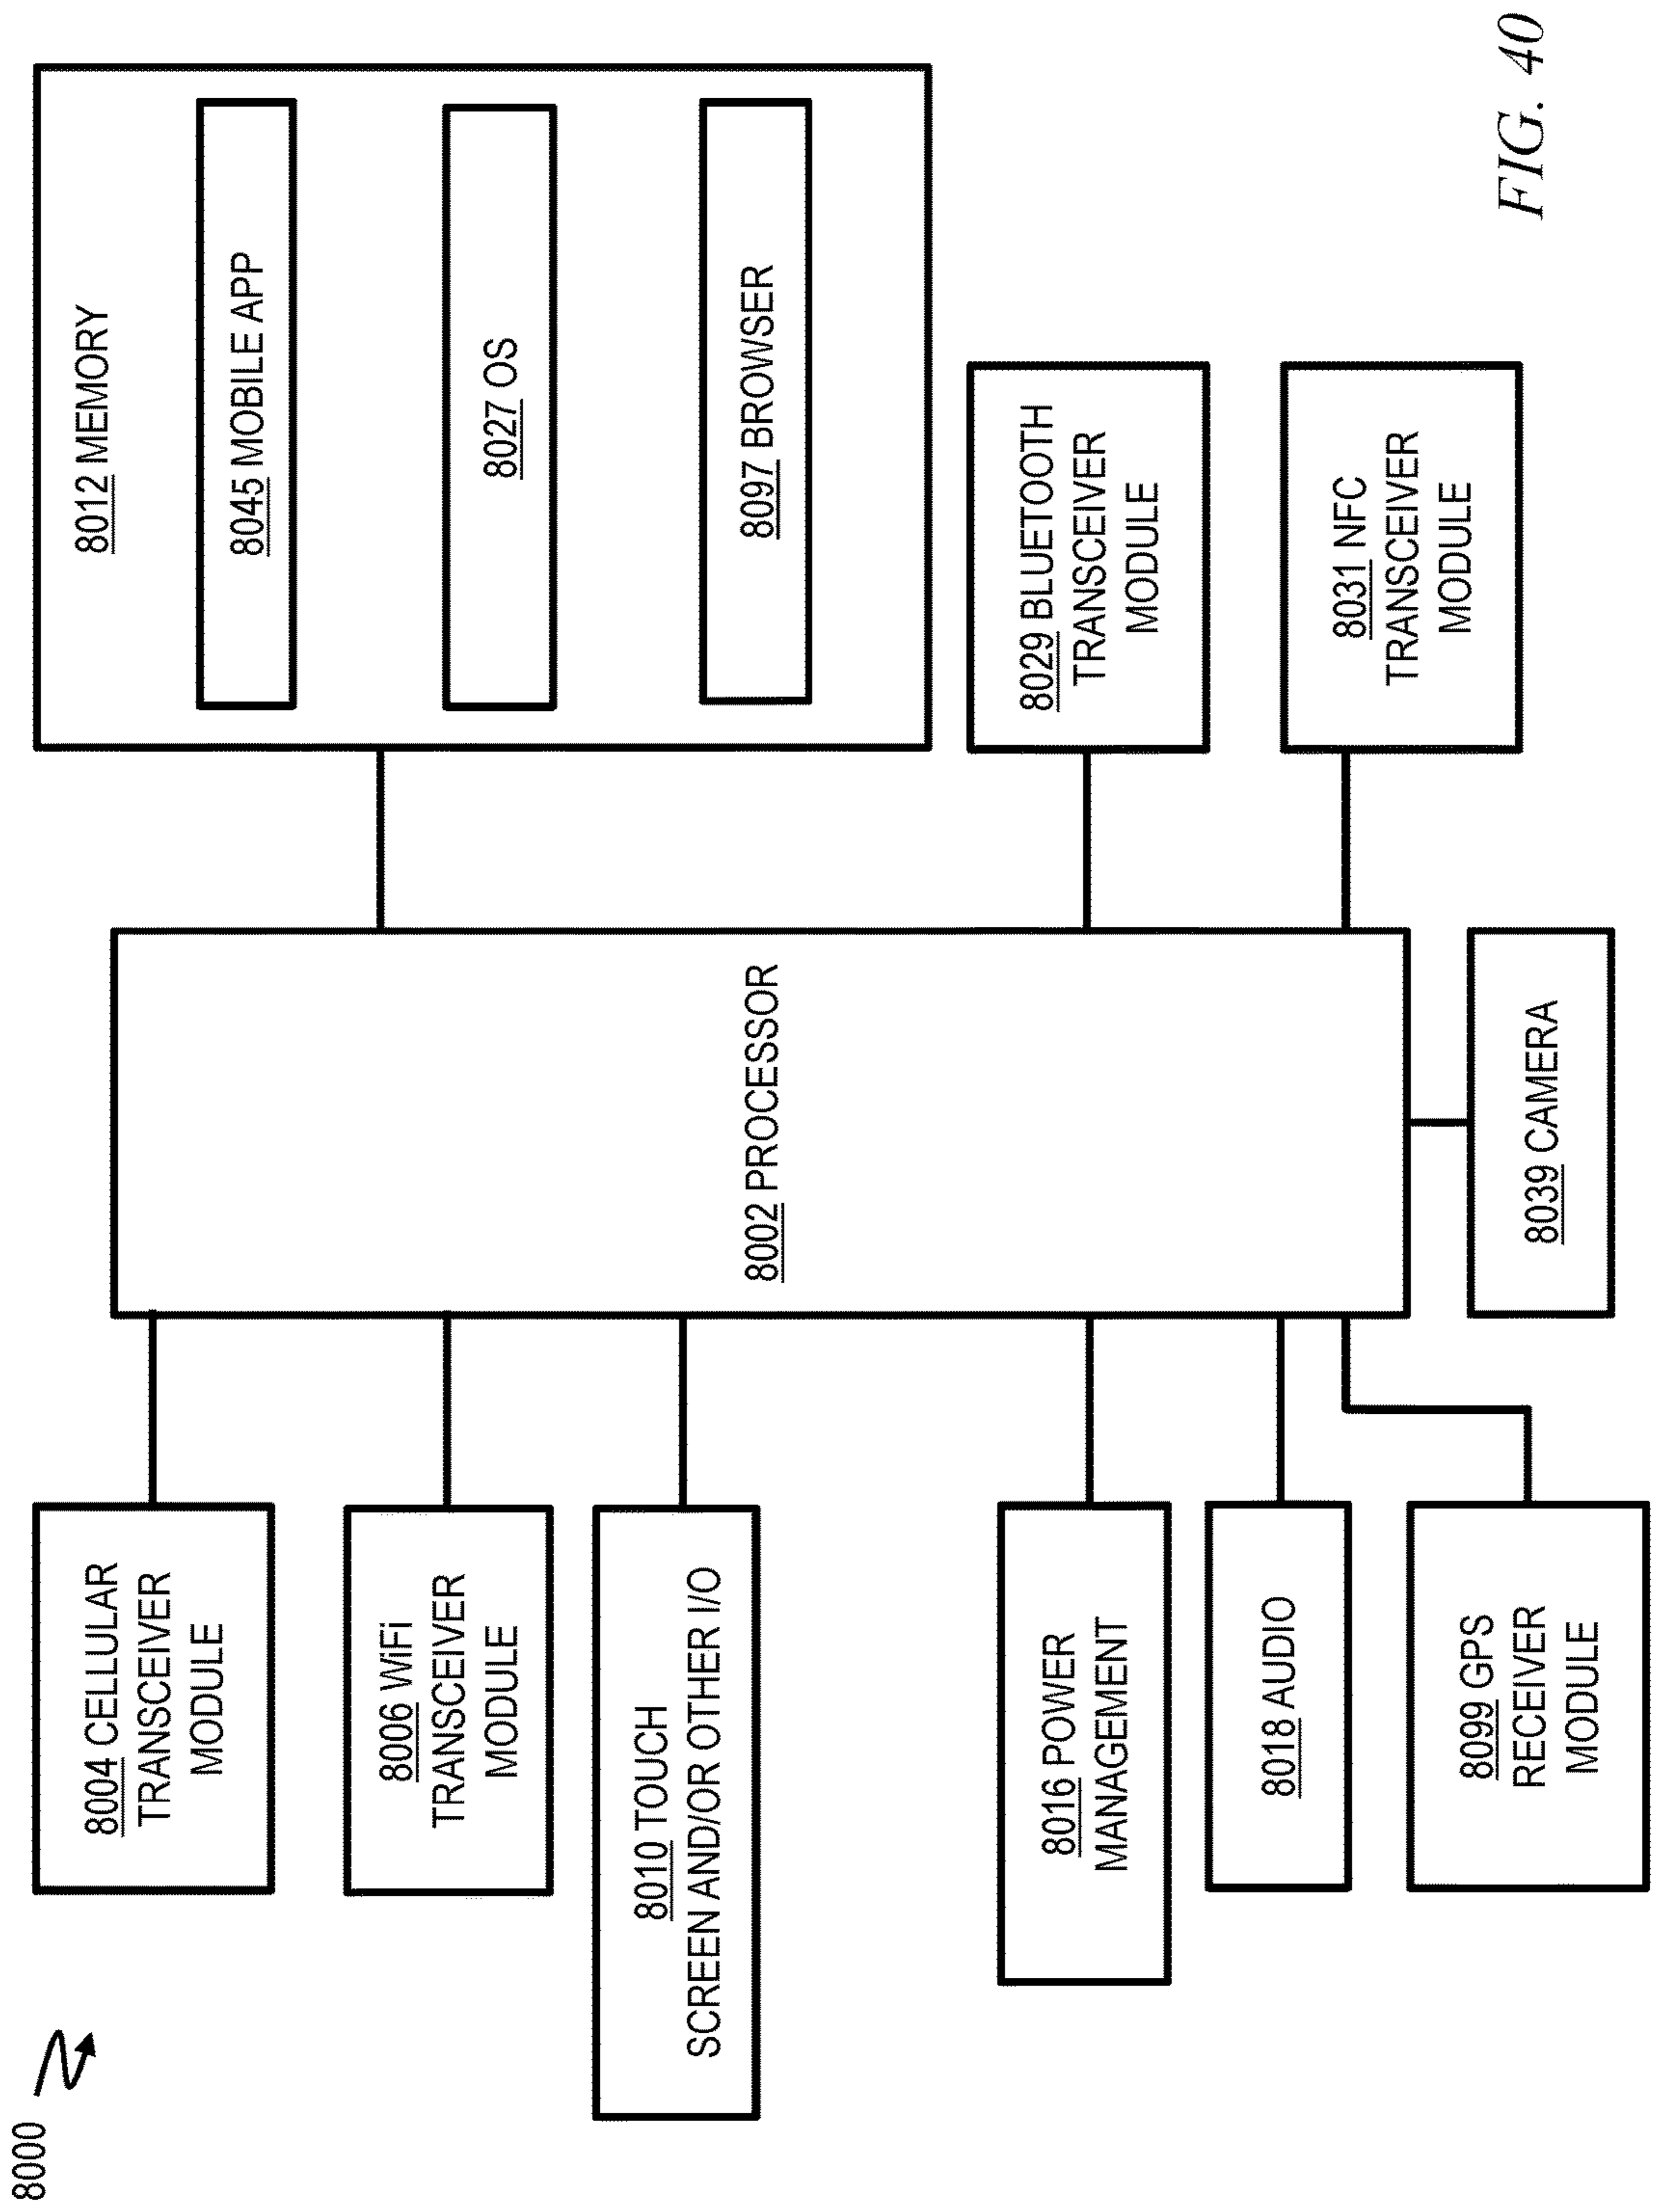 8000
8004 CELLULAR
TRANSCEIVER
MODULE
8006 WiFi
TRANSCEIVER
MODULE
8010 TOUCH
SCREEN AND/OR OTHER I/O
8016 POWER
MANAGEMENT
8018 AUDIO
8099 GPS
RECEIVER
MODULE
8002 PROCESSOR
8039 CAMERA
8012 MEMORY
8045 MOBILE APP
8027 OS
8097 BROWSER
8029 BLUETOOTH
TRANSCEIVER
MODULE
8031 NFC
TRANSCEIVER
MODULE
FIG. 40